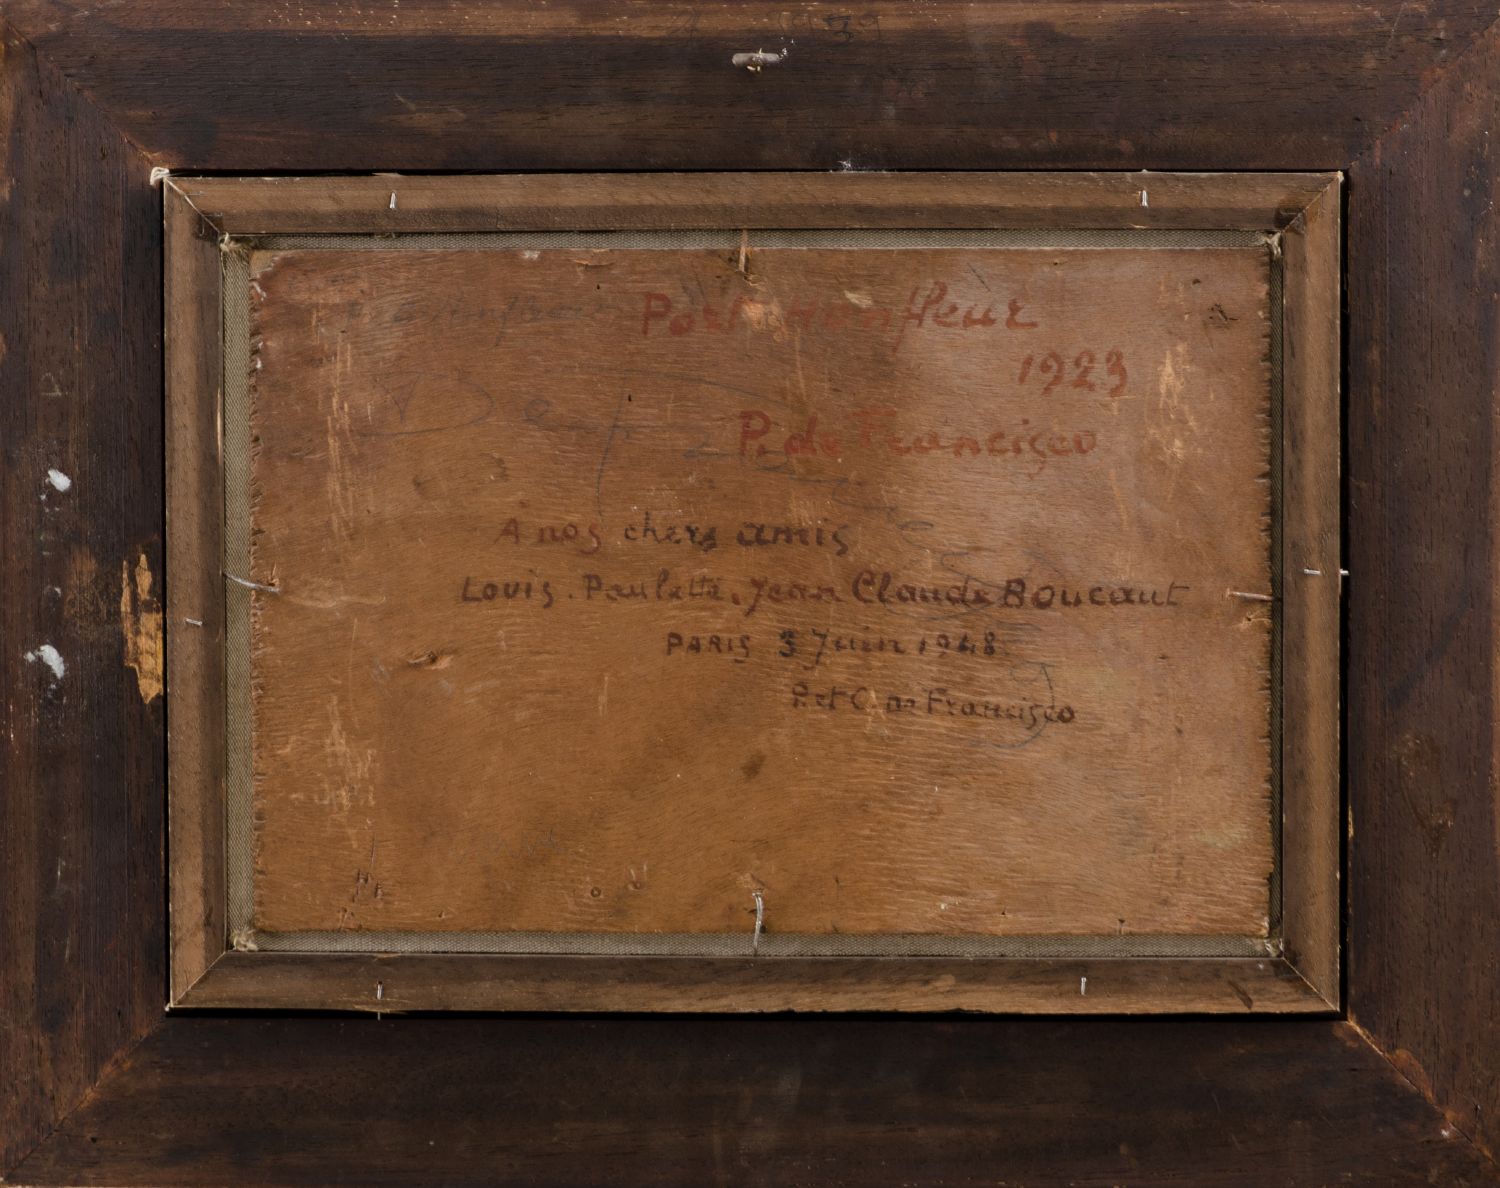 Port Honfleur
1923
P. de Francisco
A nos chers amis
Louis. Paulette. Jean Claude Boucaut
PARIS 3 Juin 1948.
P. et C. de Francisco